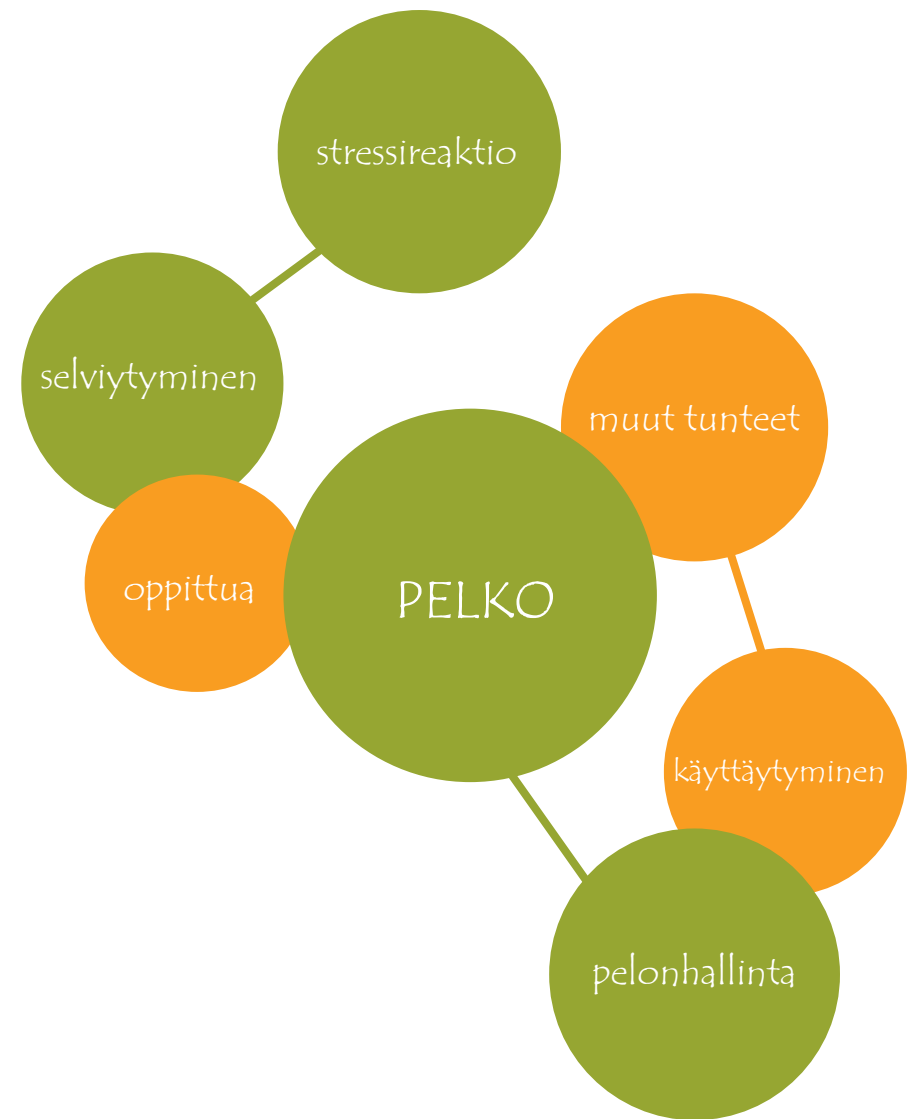 stressireaktio
selviytyminen
muut tunteet
oppittua
PELKO
käyttäytyminen
pelonhallinta